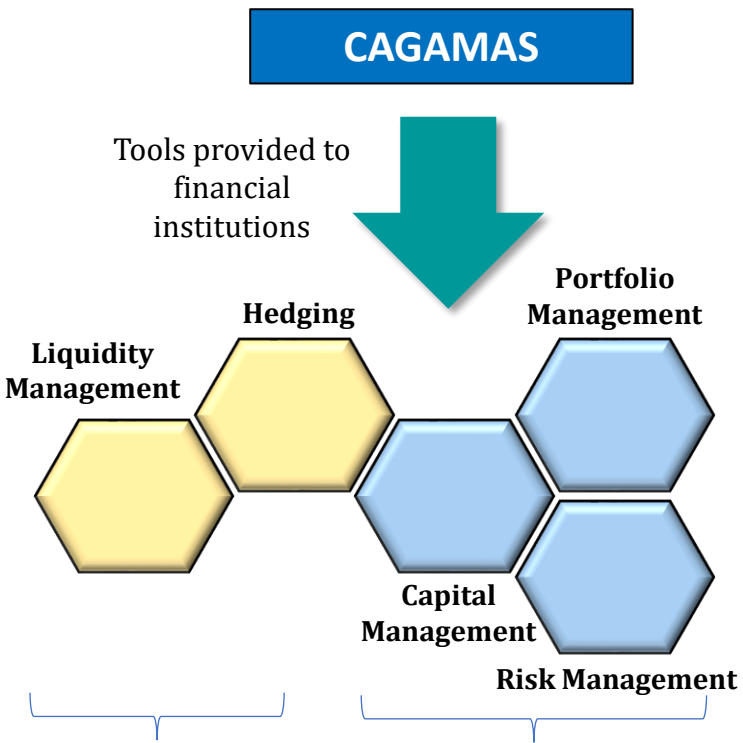 CAGAMAS
Tools provided to
financial
institutions
Portfolio
Management
Hedging
Liquidity
Management
Capital
Management
Risk Management